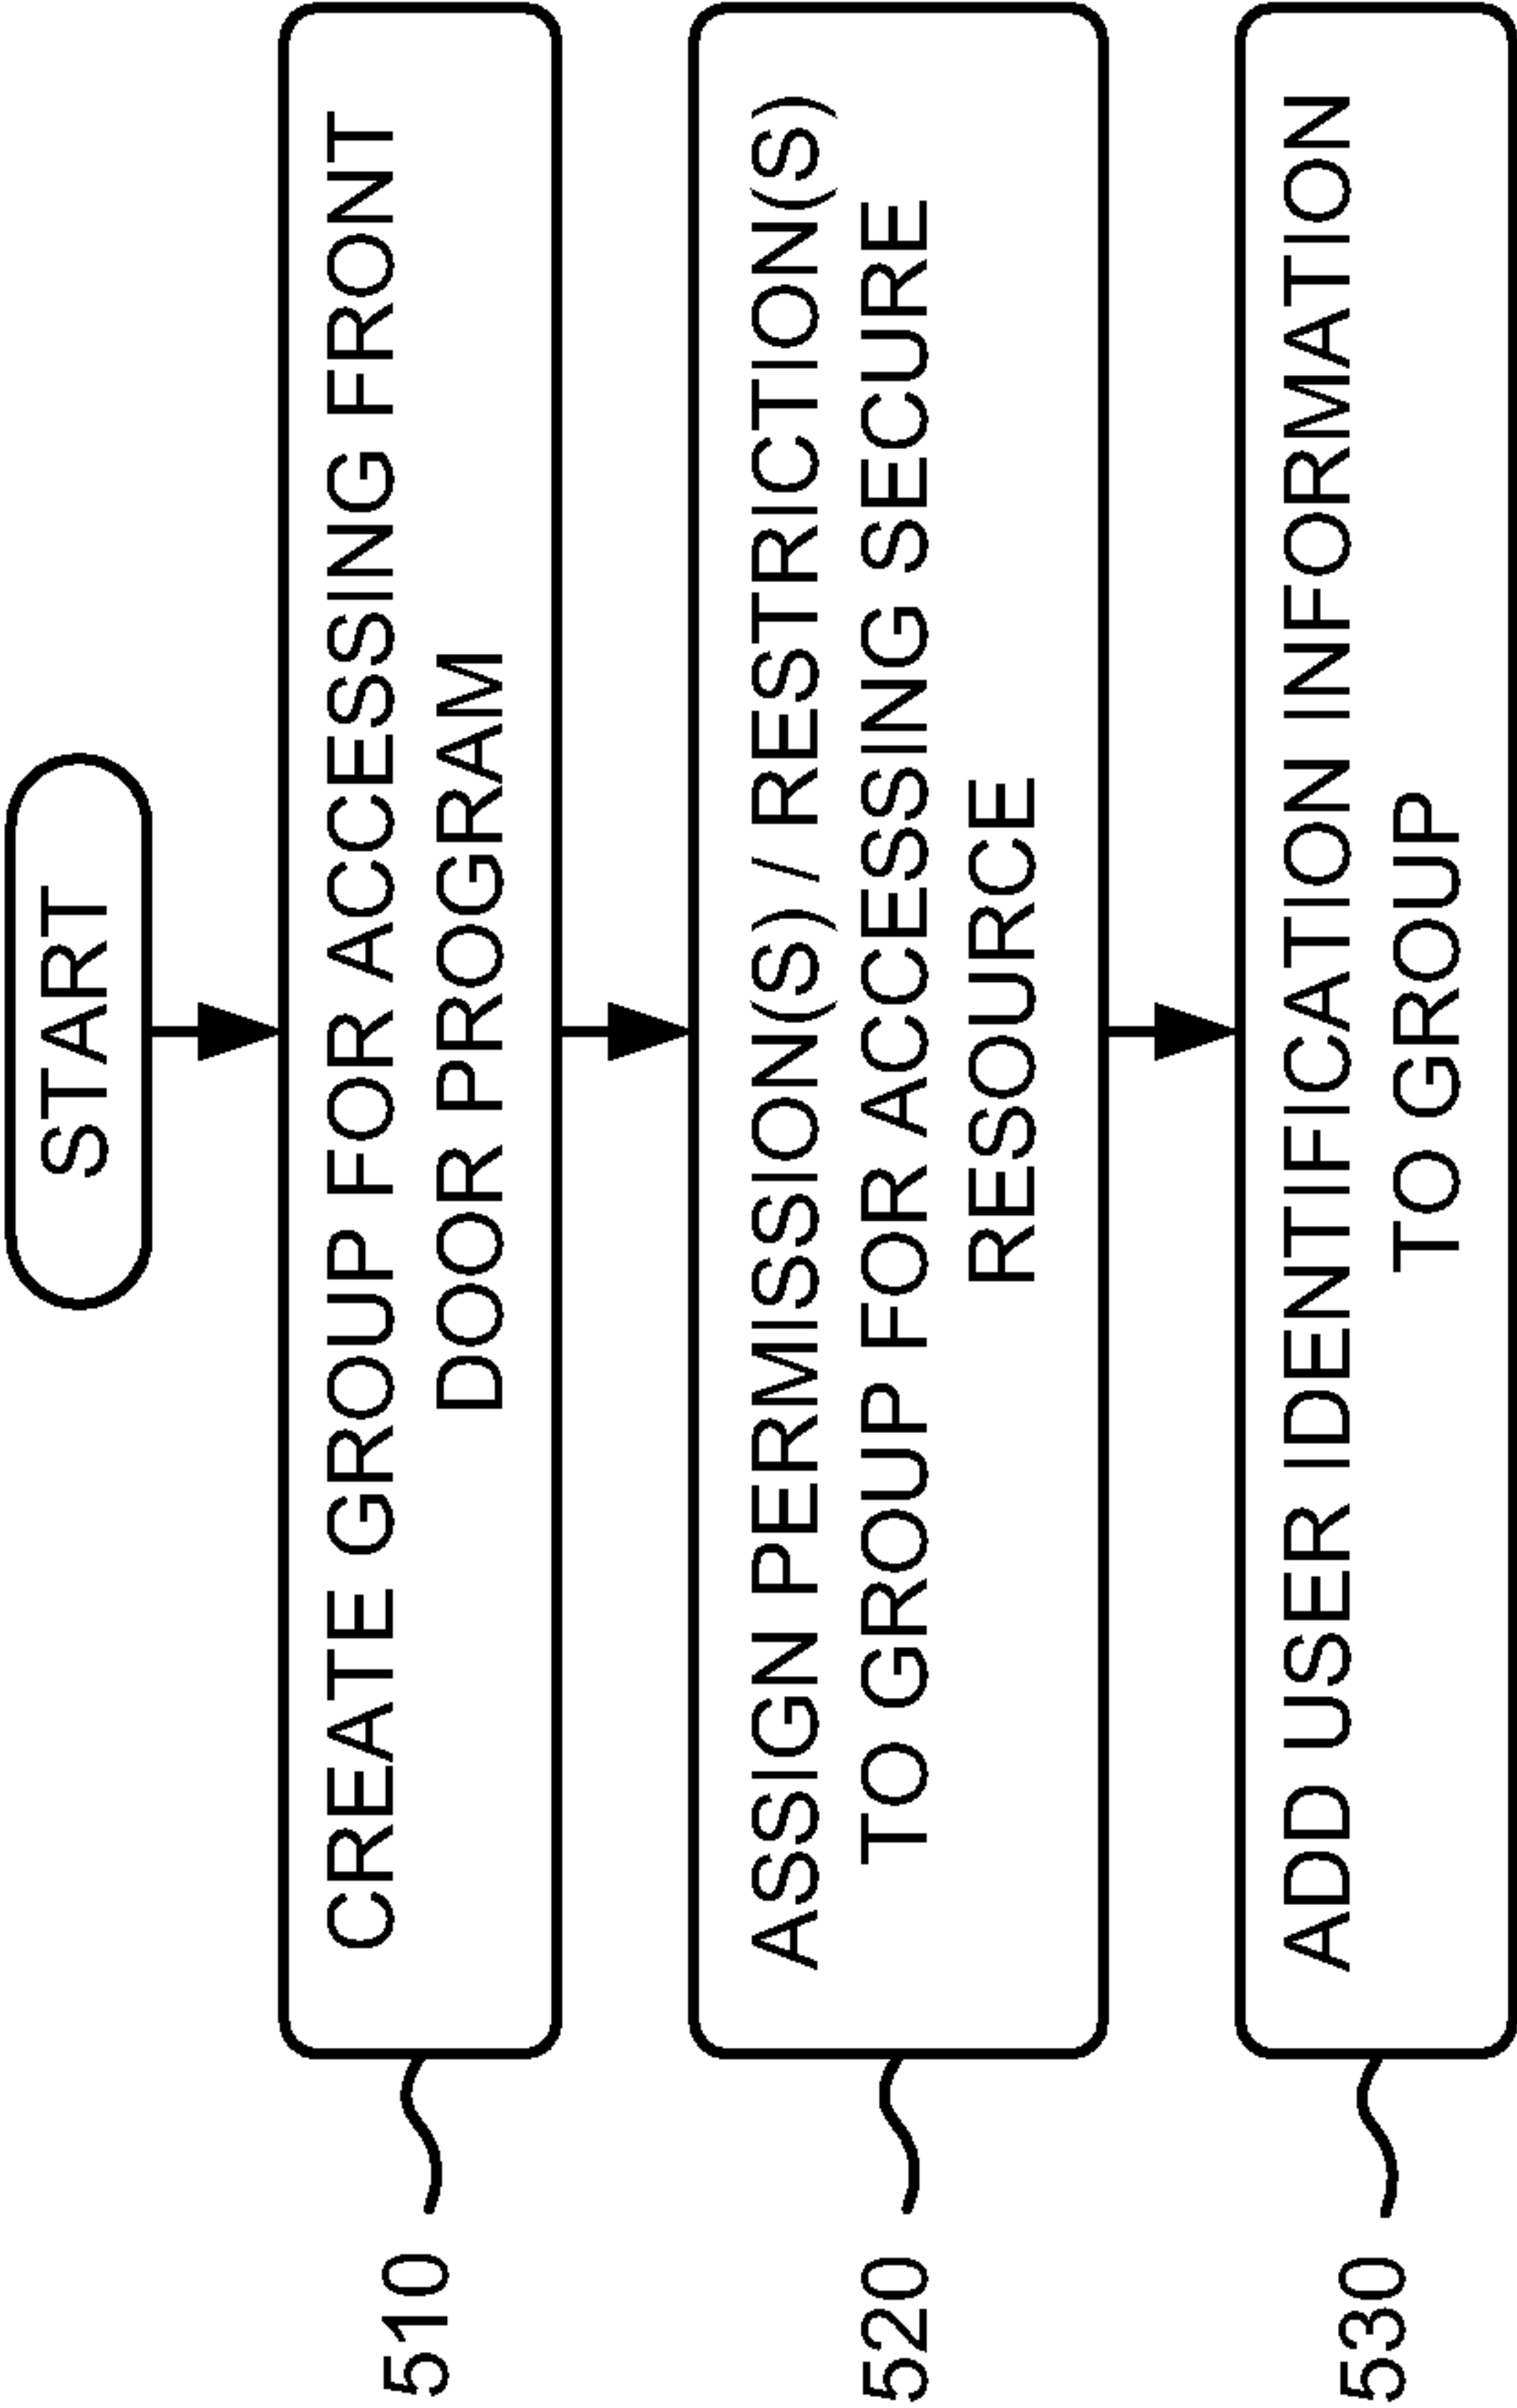 START
510
CREATE GROUP FOR ACCESSING FRONT
DOOR PROGRAM
520
ASSIGN PERMISSION(S) / RESTRICTION(S)
TO GROUP FOR ACCESSING SECURE
RESOURCE
530
ADD USER IDENTIFICATION INFORMATION
TO GROUP